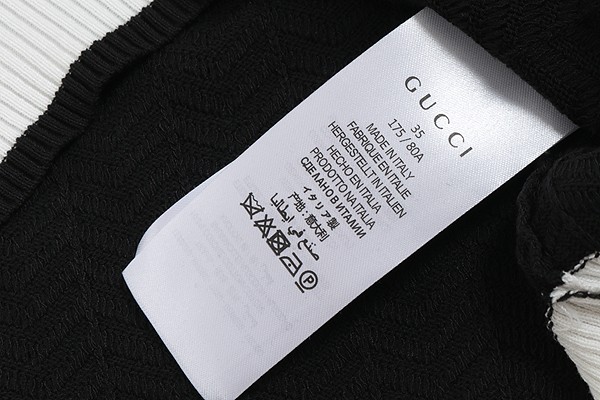 GUCCI
35
175 / 80A
MADE IN ITALY
FABRIQUE EN ITALIE
HERGESTELLT IN ITALIEN
HECHO EN ITALIA
PRODOTTO NA ITALIA
СДЕЛАНО В ИТАЛИИ
イタリア製
产地：意大利
صنع في إيطاليا
P